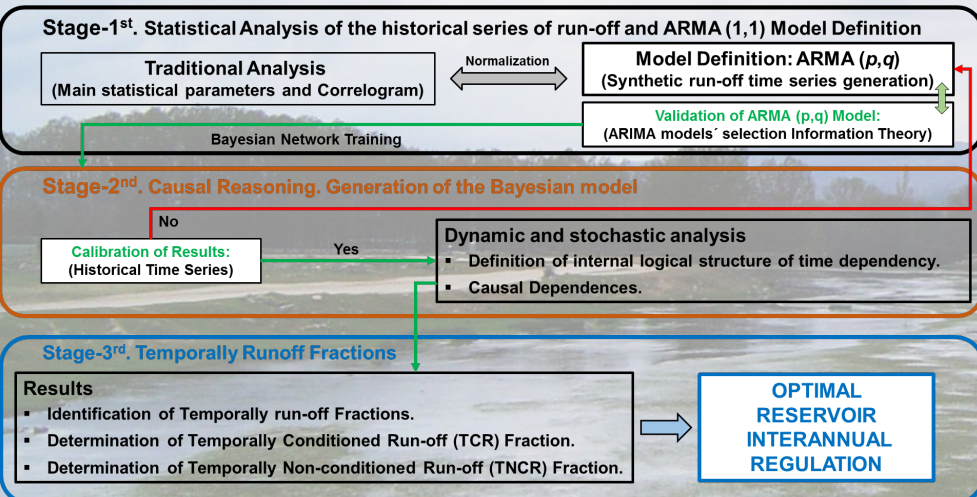 Stage-1st. Statistical Analysis of the historical series of run-off and ARMA (1,1) Model Definition
Traditional Analysis
(Main statistical parameters and Correlogram)
Normalization
Model Definition: ARMA (p,q)
(Synthetic run-off time series generation)
Validation of ARMA (p,q) Model:
(ARIMA models´ selection Information Theory)
Bayesian Network Training
Stage-2nd. Causal Reasoning. Generation of the Bayesian model
No
Calibration of Results:
(Historical Time Series)
Yes
Dynamic and stochastic analysis
▪ Definition of internal logical structure of time dependency.
▪ Causal Dependences.
Stage-3rd. Temporally Runoff Fractions
Results
▪ Identification of Temporally run-off Fractions.
▪ Determination of Temporally Conditioned Run-off (TCR) Fraction.
▪ Determination of Temporally Non-conditioned Run-off (TNCR) Fraction.
OPTIMAL
RESERVOIR
INTERANNUAL
REGULATION